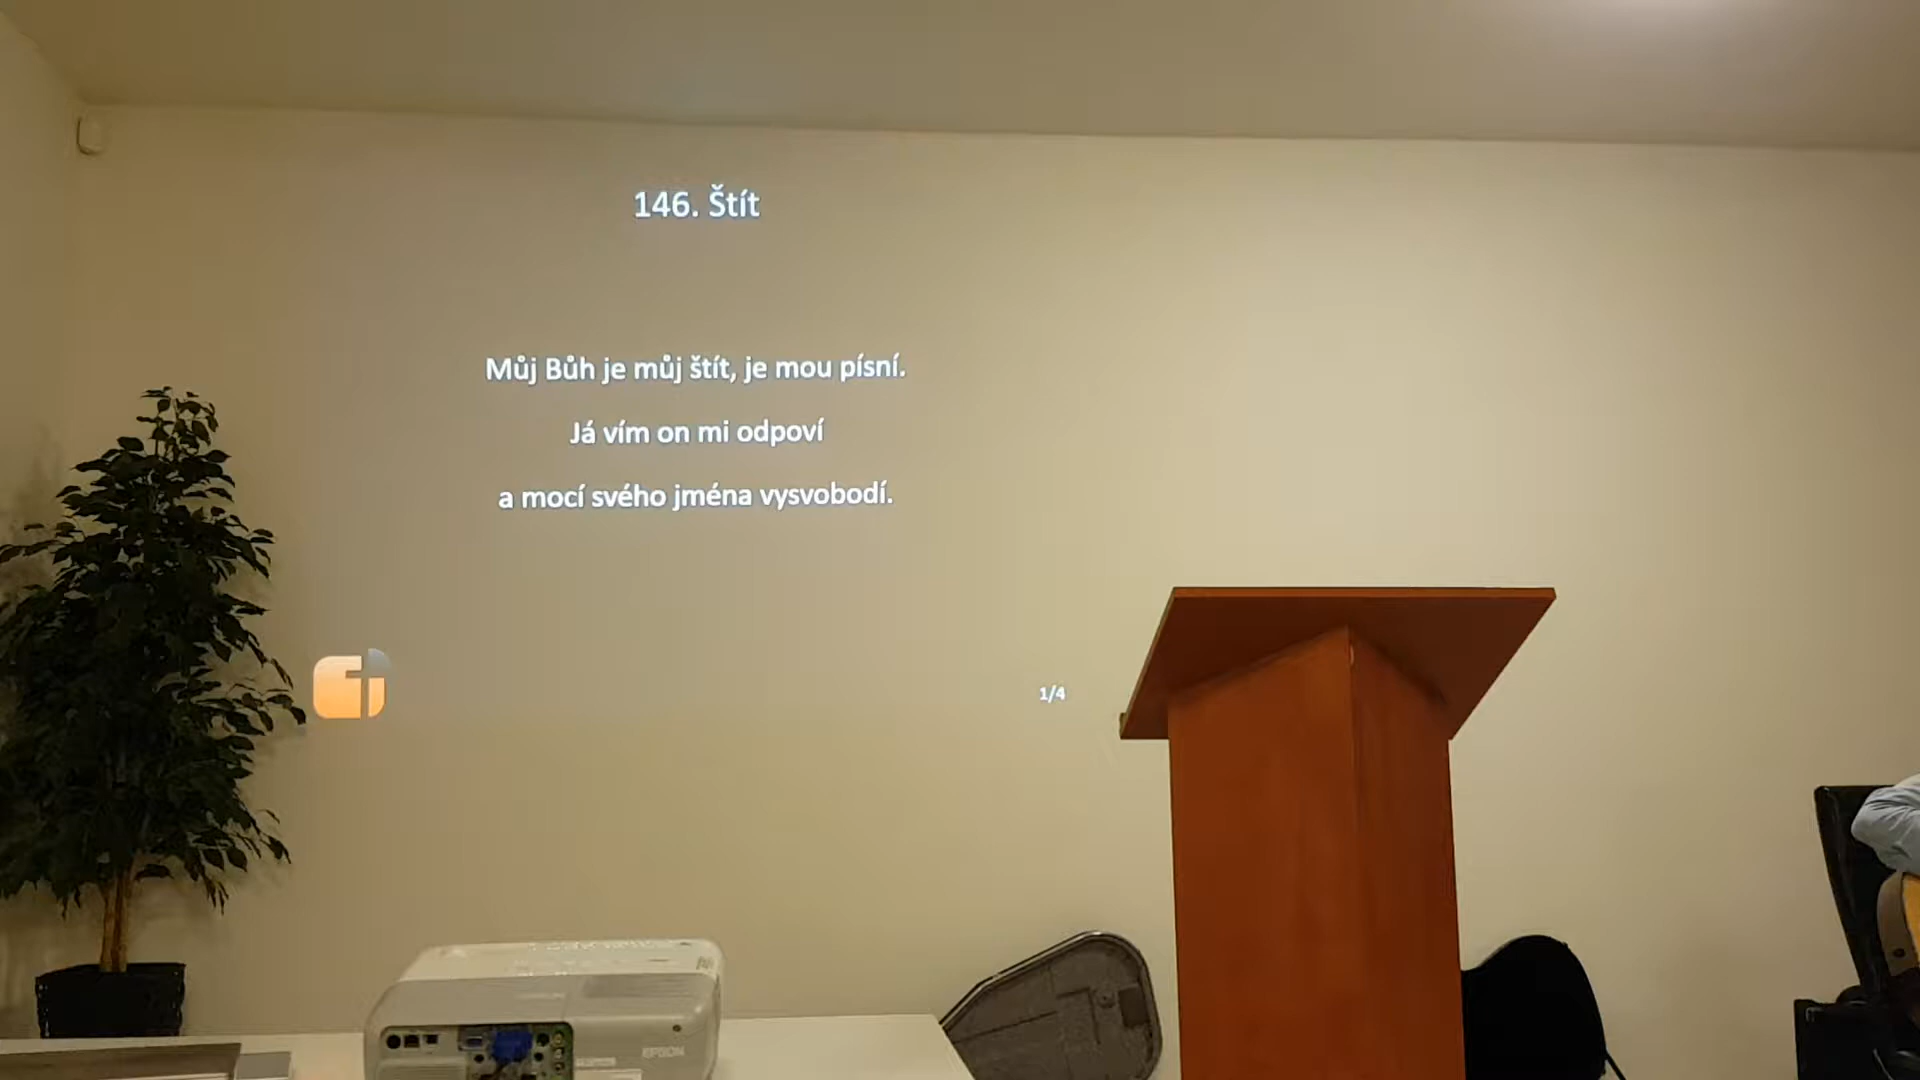 146. Štít
Můj Bůh je můj štít, je mou písní.
Já vím on mi odpoví
a mocí svého jména vysvobodí.
1/4
EPSON